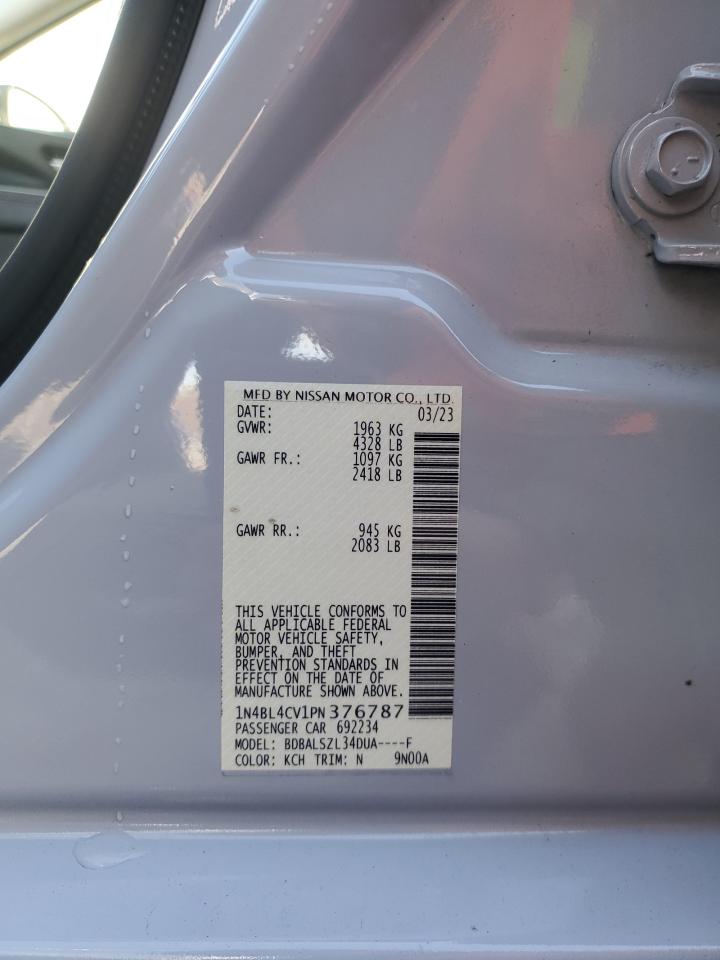 MFD BY NISSAN MOTOR CO., LTD.
DATE: 03/23
GVWR: 1963 KG
4328 LB
GAWR FR.: 1097 KG
2418 LB
GAWR RR.: 945 KG
2083 LB
THIS VEHICLE CONFORMS TO
ALL APPLICABLE FEDERAL
MOTOR VEHICLE SAFETY,
BUMPER, AND THEFT
PREVENTION STANDARDS IN
EFFECT ON THE DATE OF
MANUFACTURE SHOWN ABOVE.
1N4BL4CV1PN376787
PASSENGER CAR 692234
MODEL: BDBALSZL34DUA----F
COLOR: KCH TRIM: N 9N00A